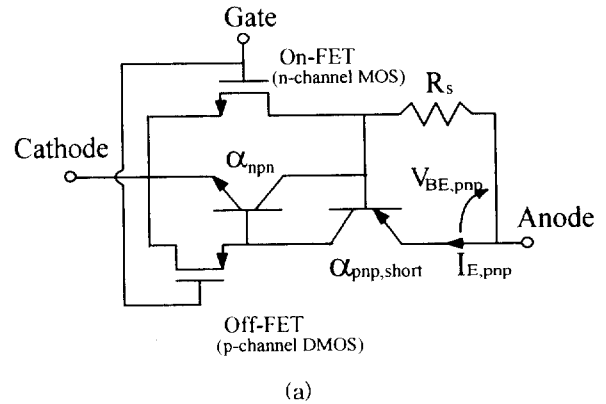 Gate
On-FET
(n-channel MOS)
Rs
Cathode
αnpn
VBE,pnp
Anode
αpnp,short
IE,pnp
Off-FET
(p-channel DMOS)
(a)